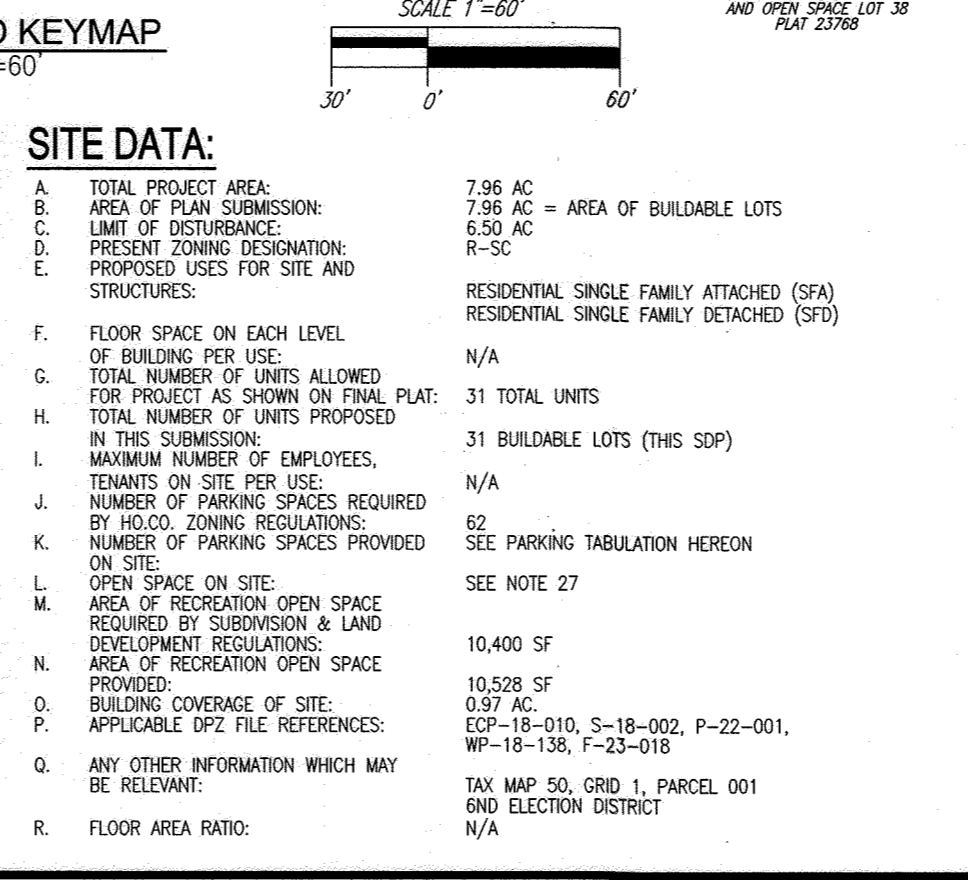 SCALE 1"=60'
AND OPEN SPACE LOT 38
PLAT 23768
KEYMAP
=60'
30' 0' 60'
SITE DATA:
A. TOTAL PROJECT AREA: 7.96 AC
B. AREA OF PLAN SUBMISSION: 7.96 AC = AREA OF BUILDABLE LOTS
C. LIMIT OF DISTURBANCE: 6.50 AC
D. PRESENT ZONING DESIGNATION: R-SC
E. PROPOSED USES FOR SITE AND
STRUCTURES: RESIDENTIAL SINGLE FAMILY ATTACHED (SFA)
RESIDENTIAL SINGLE FAMILY DETACHED (SFD)
F. FLOOR SPACE ON EACH LEVEL
OF BUILDING PER USE: N/A
G. TOTAL NUMBER OF UNITS ALLOWED
FOR PROJECT AS SHOWN ON FINAL PLAT: 31 TOTAL UNITS
H. TOTAL NUMBER OF UNITS PROPOSED
IN THIS SUBMISSION: 31 BUILDABLE LOTS (THIS SDP)
I. MAXIMUM NUMBER OF EMPLOYEES,
TENANTS ON SITE PER USE: N/A
J. NUMBER OF PARKING SPACES REQUIRED
BY HO.CO. ZONING REGULATIONS: 62
K. NUMBER OF PARKING SPACES PROVIDED SEE PARKING TABULATION HEREON
ON SITE:
L. OPEN SPACE ON SITE: SEE NOTE 27
M. AREA OF RECREATION OPEN SPACE
REQUIRED BY SUBDIVISION & LAND
DEVELOPMENT REGULATIONS: 10,400 SF
N. AREA OF RECREATION OPEN SPACE
PROVIDED: 10,528 SF
O. BUILDING COVERAGE OF SITE: 0.97 AC.
P. APPLICABLE DPZ FILE REFERENCES: ECP-18-010, S-18-002, P-22-001,
WP-18-138, F-23-018
Q. ANY OTHER INFORMATION WHICH MAY
BE RELEVANT: TAX MAP 50, GRID 1, PARCEL 001
6ND ELECTION DISTRICT
R. FLOOR AREA RATIO: N/A